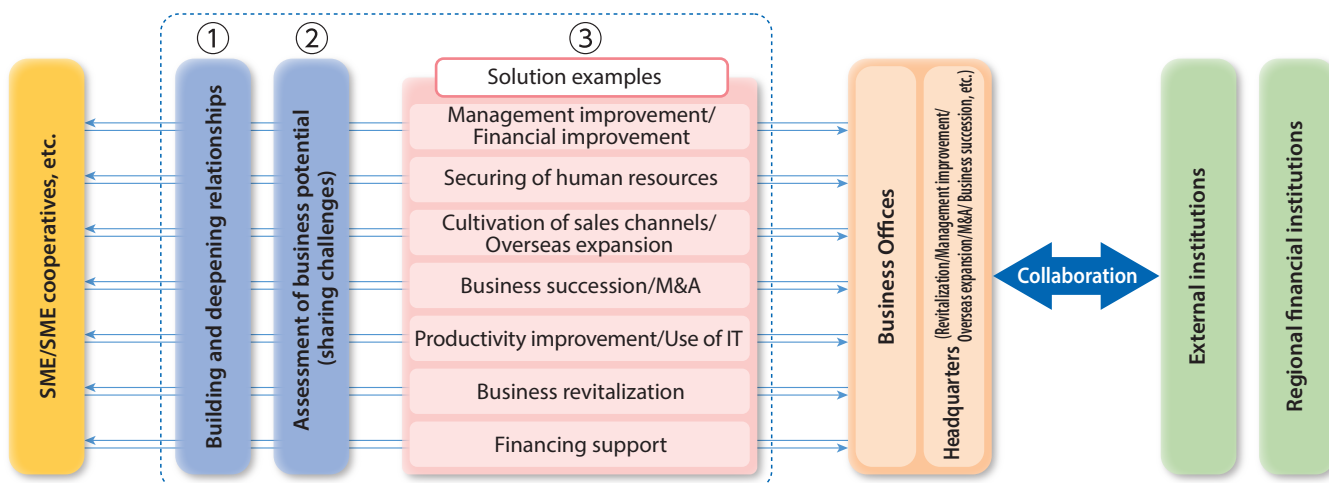 ①
②
③
SME/SME cooperatives, etc.
Building and deepening relationships
Assessment of business potential
(sharing challenges)
Solution examples
Management improvement/
Financial improvement
Securing of human resources
Cultivation of sales channels/
Overseas expansion
Business succession/M&A
Productivity improvement/Use of IT
Business revitalization
Financing support
Business Offices
Headquarters (Revitalization/Management improvement/
Overseas expansion/M&A/ Business succession, etc.)
Collaboration
External institutions
Regional financial institutions